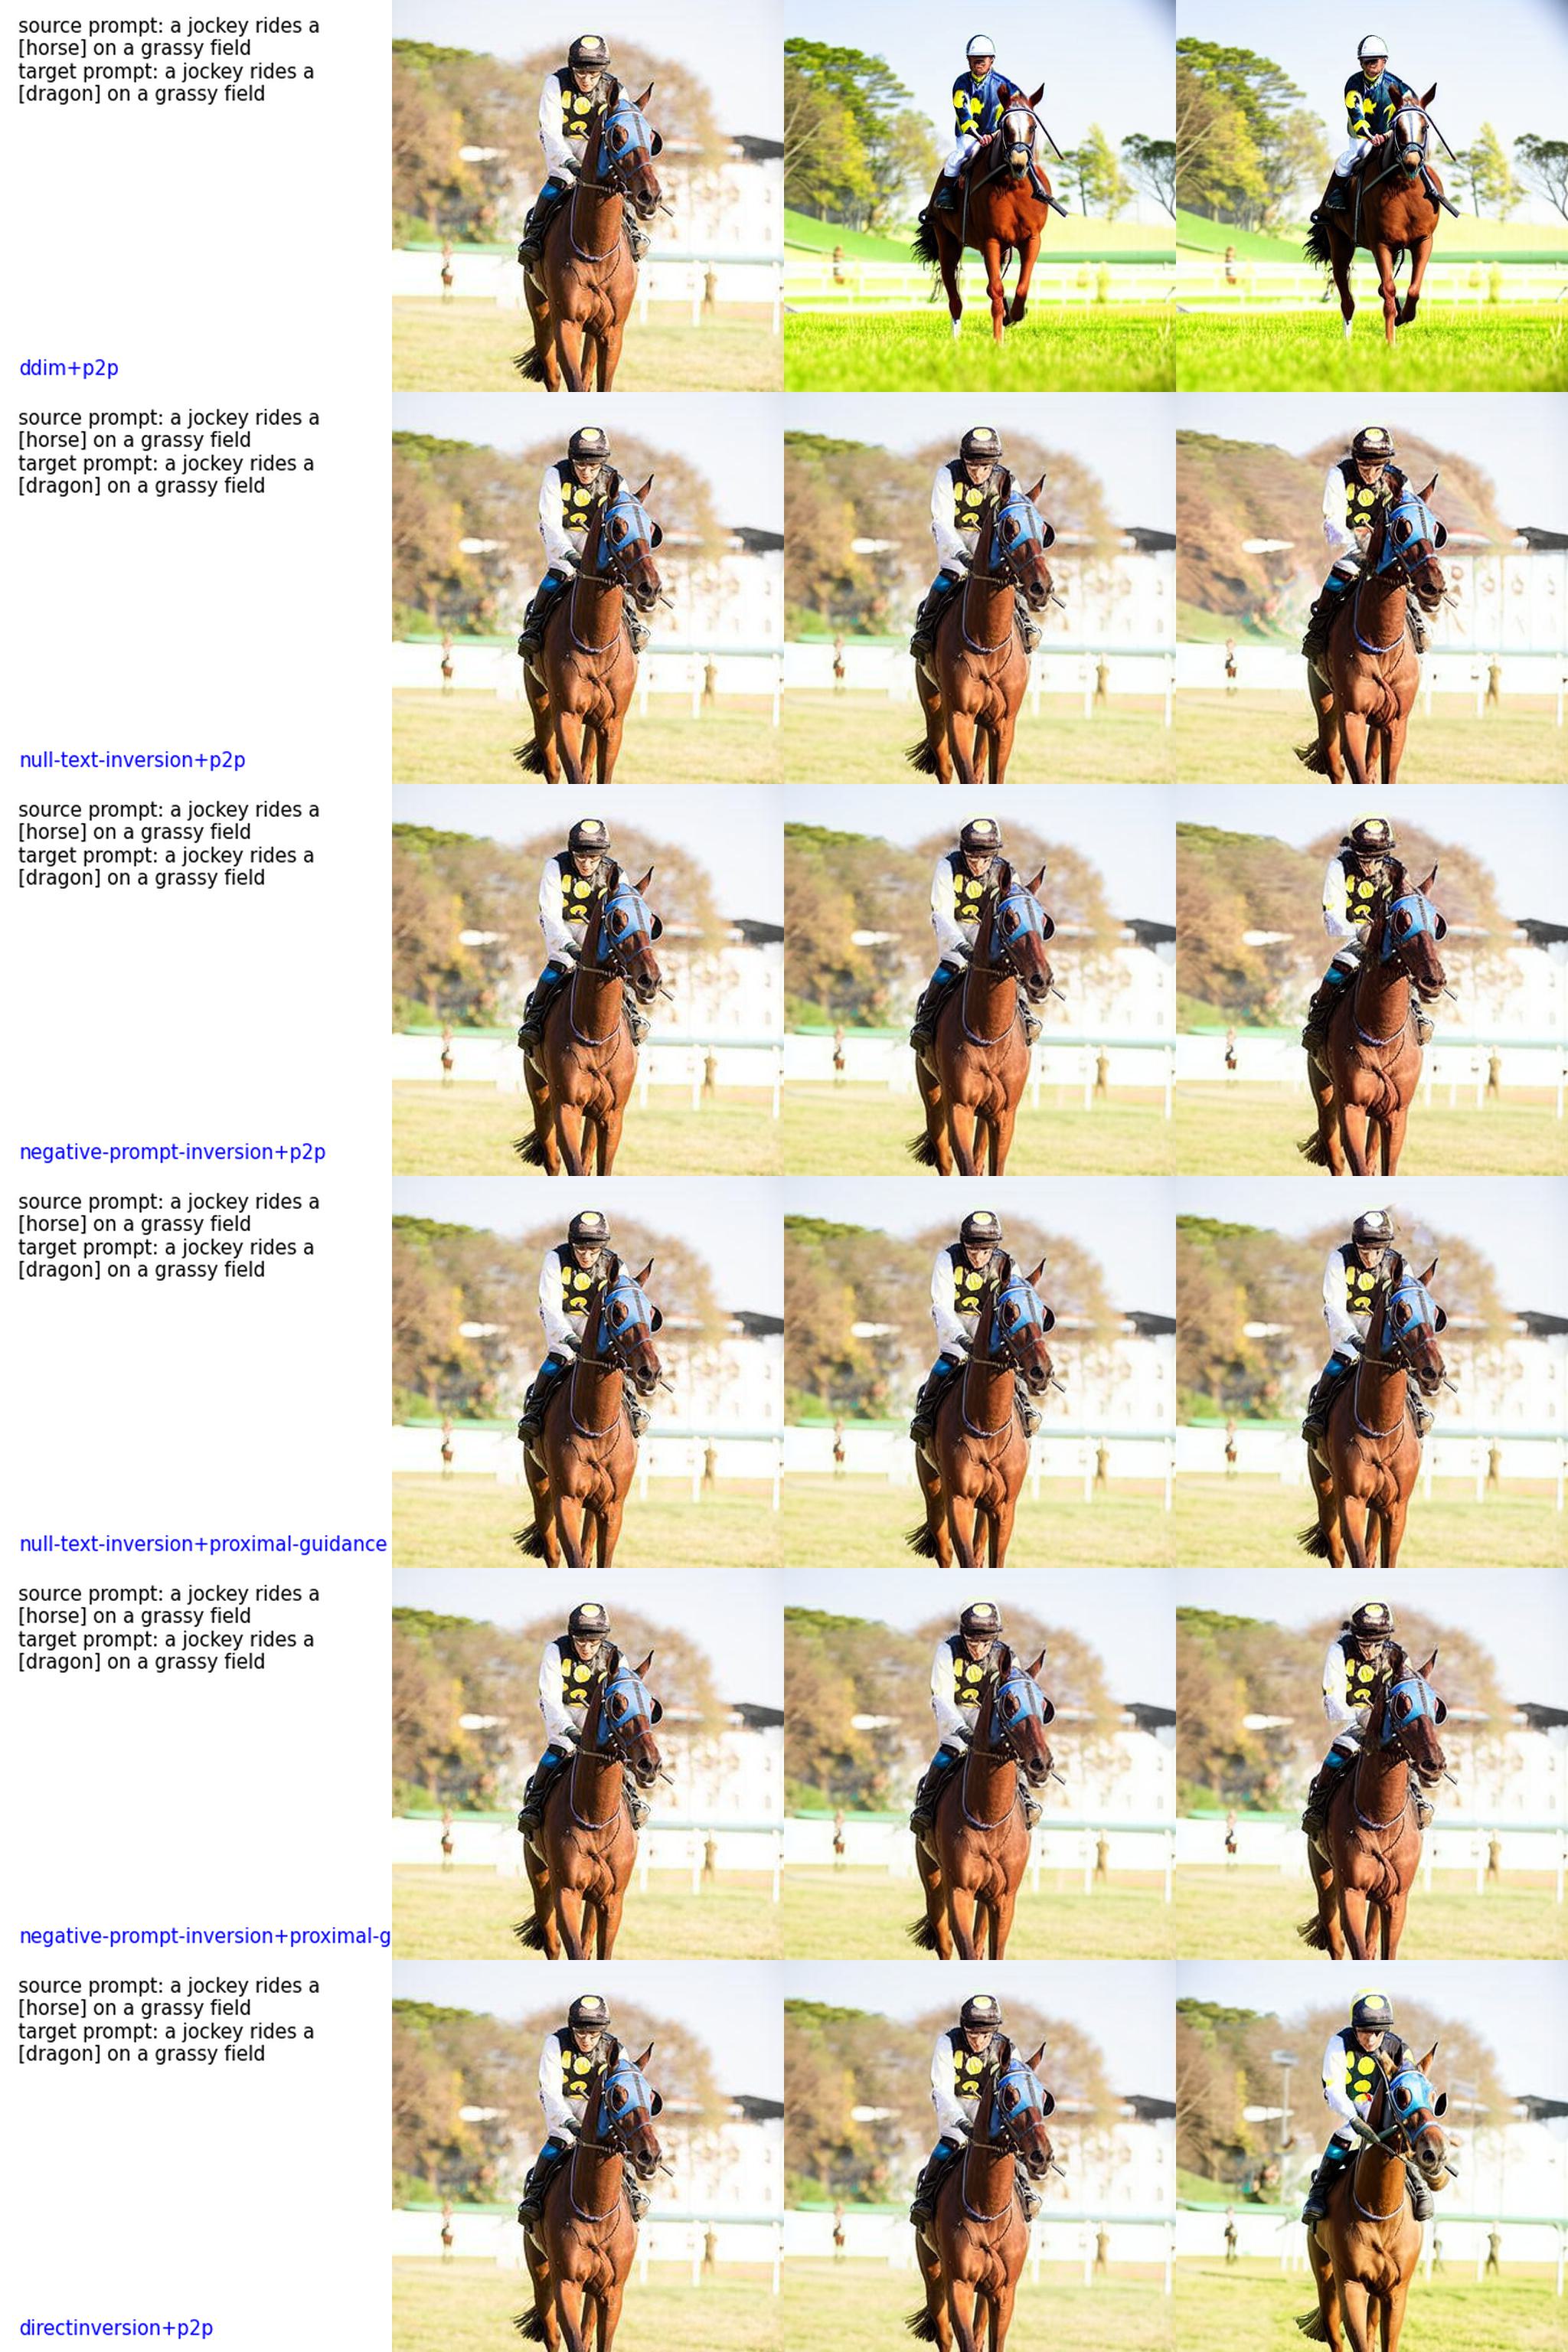 source prompt: a jockey rides a
[horse] on a grassy field
target prompt: a jockey rides a
[dragon] on a grassy field
ddim+p2p
source prompt: a jockey rides a
[horse] on a grassy field
target prompt: a jockey rides a
[dragon] on a grassy field
null-text-inversion+p2p
source prompt: a jockey rides a
[horse] on a grassy field
target prompt: a jockey rides a
[dragon] on a grassy field
negative-prompt-inversion+p2p
source prompt: a jockey rides a
[horse] on a grassy field
target prompt: a jockey rides a
[dragon] on a grassy field
null-text-inversion+proximal-guidance
source prompt: a jockey rides a
[horse] on a grassy field
target prompt: a jockey rides a
[dragon] on a grassy field
negative-prompt-inversion+proximal-g
source prompt: a jockey rides a
[horse] on a grassy field
target prompt: a jockey rides a
[dragon] on a grassy field
directinversion+p2p